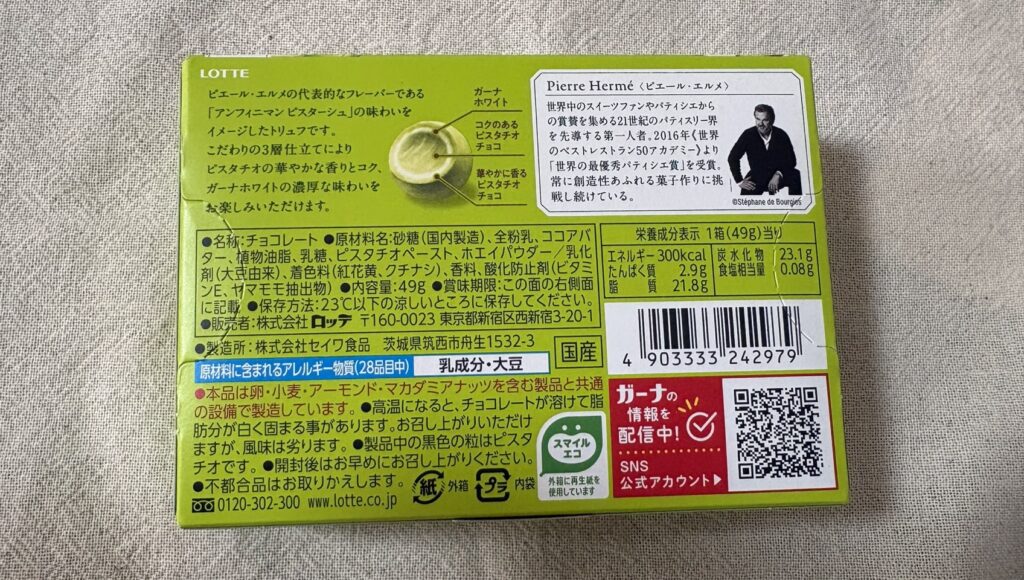 LOTTE
ピエール・エルメの代表的なフレーバーである
「アンフィニマン ピスターシュ」の味わいを
イメージしたトリュフです。
こだわりの3層仕立てにより
ピスタチオの華やかな香りとコク、
ガーナホワイトの濃厚な味わいを
お楽しみいただけます。
ガーナ
ホワイト
コクのある
ピスタチオ
チョコ
華やかに香る
ピスタチオ
チョコ
Pierre Hermé〈ピエール・エルメ〉
世界中のスイーツファンやパティシエから
の賞賛を集める21世紀のパティスリー界
を先導する第一人者。2016年《世界
のベストレストラン50アカデミー》より
「世界の最優秀パティシエ賞」を受賞。
常に創造性あふれる菓子作りに挑
戦し続けている。
©Stéphane de Bourgies
●名称:チョコレート ●原材料名:砂糖(国内製造)、全粉乳、ココアバ
ター、植物油脂、乳糖、ピスタチオペースト、ホエイパウダー/乳化
剤(大豆由来)、着色料(紅花黄、クチナシ)、香料、酸化防止剤(ビタミ
ンE、ヤマモモ抽出物) ●内容量:49g ●賞味期限:この面の右側面
に記載 ●保存方法:23℃以下の涼しいところに保存してください。
●販売者:株式会社 ロッテ 〒160-0023 東京都新宿区西新宿3-20-1
栄養成分表示 1箱(49g)当り
エネルギー 300kcal 炭水化物 23.1g
たんぱく質 2.9g 食塩相当量 0.08g
脂質 21.8g
●製造所:株式会社セイワ食品 茨城県筑西市舟生1532-3
原材料に含まれるアレルギー物質(28品目中) 乳成分・大豆
国産
4 903333 242979
●本品は卵・小麦・アーモンド・マカダミアナッツを含む製品と共通
の設備で製造しています。●高温になると、チョコレートが溶けて脂
肪分が白く固まる事があります。お召し上がりいただけ
ますが、風味は劣ります。●製品中の黒色の粒はピスタ
チオです。●開封後はお早めにお召し上がりください。
●不都合品はお取りかえします。
0120-302-300 www.lotte.co.jp
紙 外箱 プラ 内袋
スマイル
エコ
外箱に再生紙を
使用しています
ガーナの
情報を
配信中!
SNS
公式アカウント▶